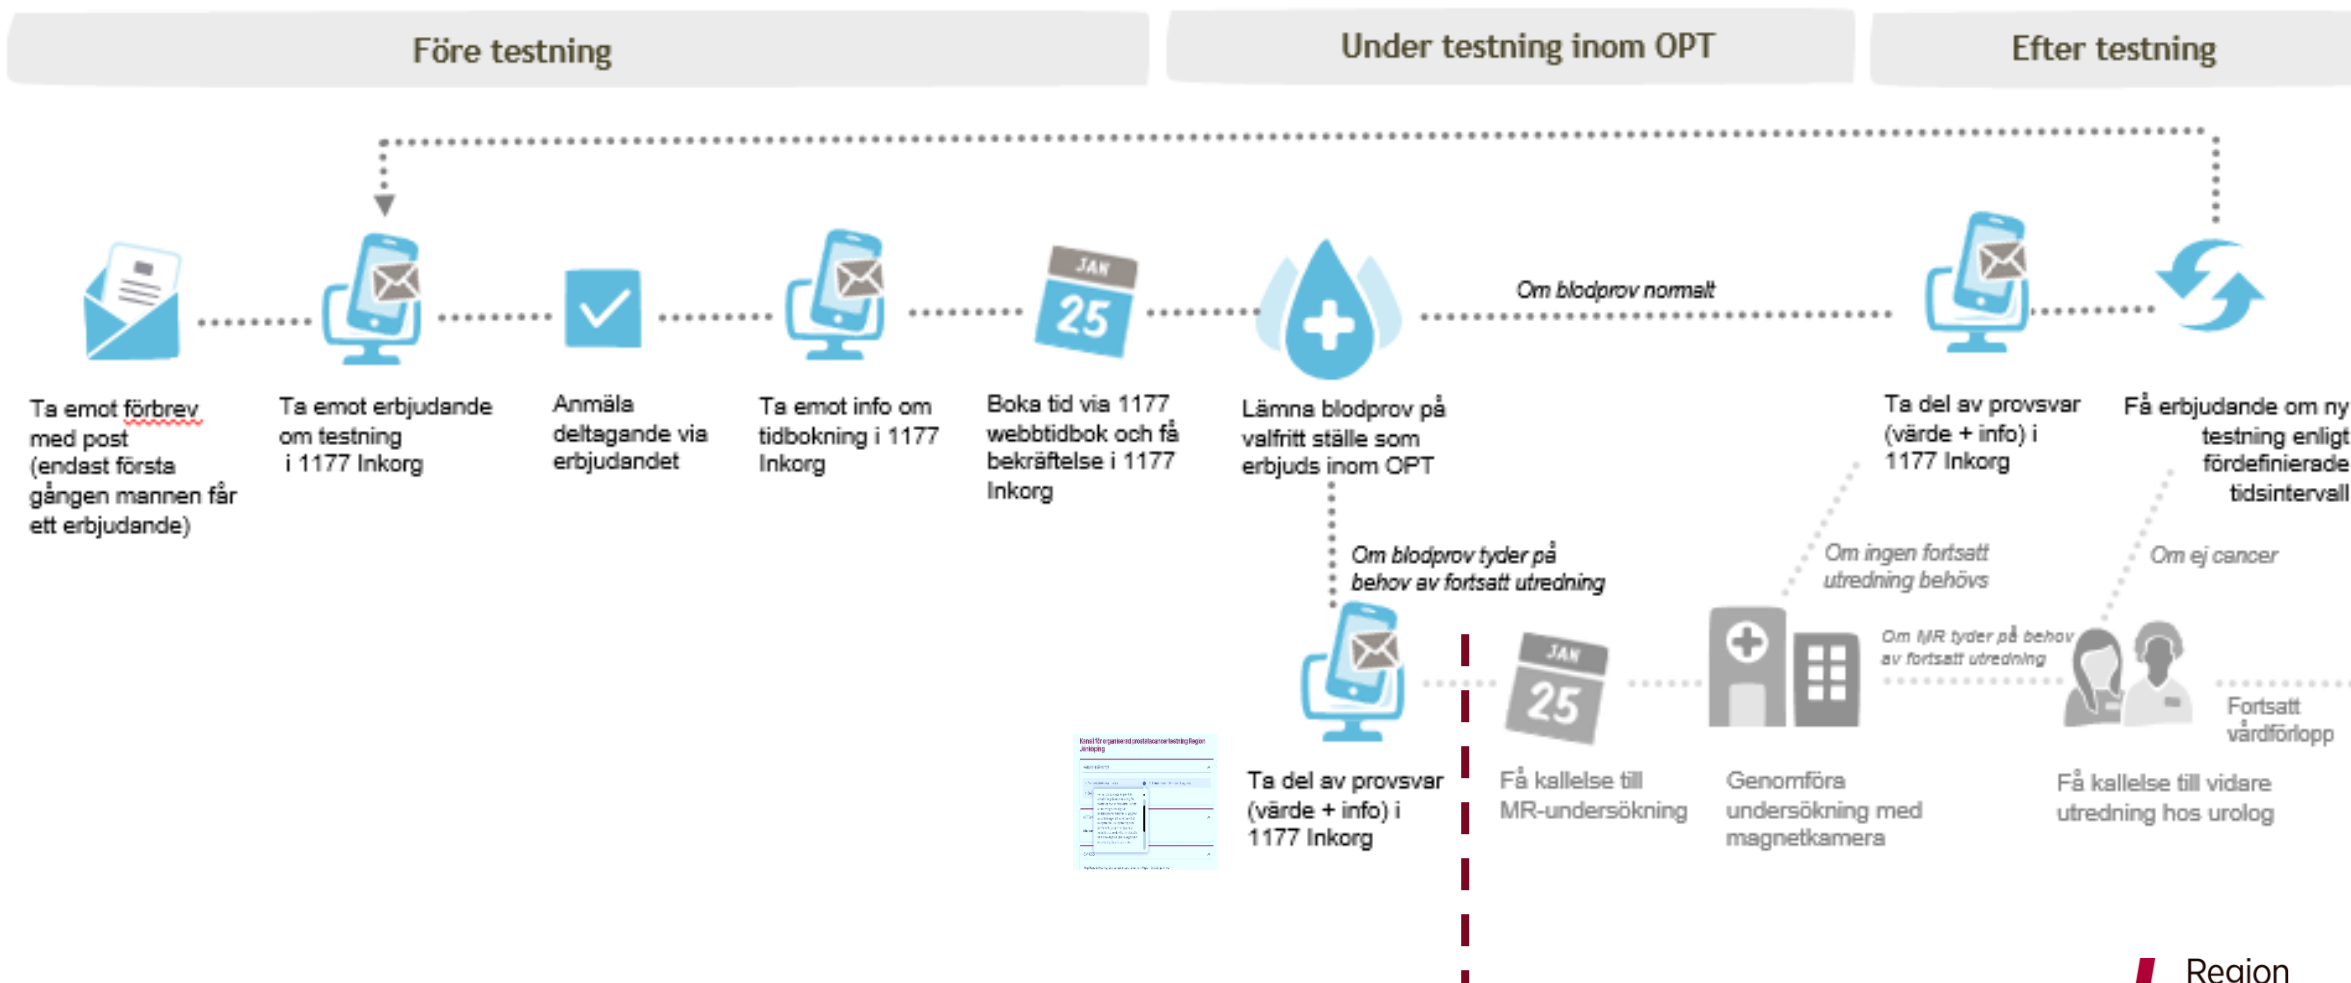 Före testning
Under testning inom OPT
Efter testning
JAN
25
Om blodprov normalt
Ta emot förbrev
med post
(endast första
gången mannen får
ett erbjudande)
Ta emot erbjudande
om testning
i 1177 Inkorg
Anmäla
deltagande via
erbjudandet
Ta emot info om
tidbokning i 1177
Inkorg
Boka tid via 1177
webbtidbok och få
bekräftelse i 1177
Inkorg
Lämna blodprov på
valfritt ställe som
erbjuds inom OPT
Ta del av provsvar
(värde + info) i
1177 Inkorg
Få erbjudande om ny
testning enligt
fördefinierade
tidsintervall
Om blodprov tyder på
behov av fortsatt utredning
Om ingen fortsatt
utredning behövs
Om ej cancer
JAN
25
Om MR tyder på behov
av fortsatt utredning
Fortsatt
vårdförlopp
Kansli för organiserad prostatacancertestning Region
Jönköping
Ta del av provsvar
(värde + info) i
1177 Inkorg
Få kallelse till
MR-undersökning
Genomföra
undersökning med
magnetkamera
Få kallelse till vidare
utredning hos urolog
Region